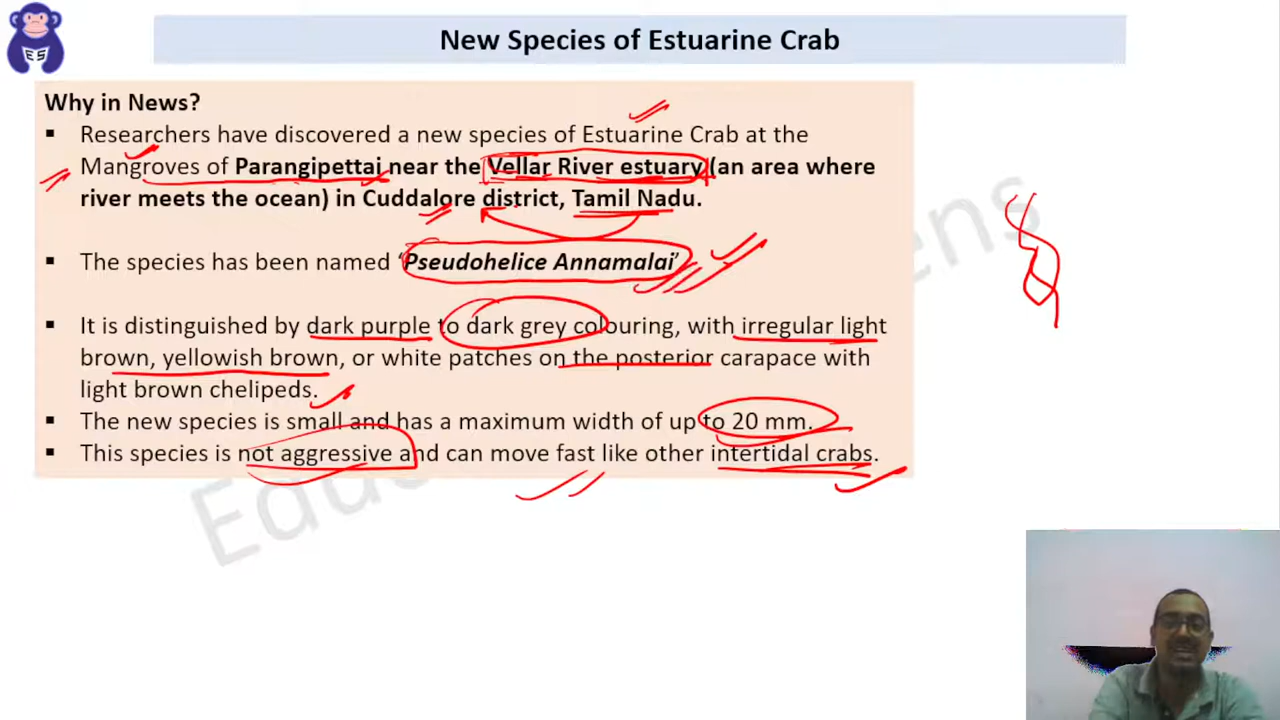 New Species of Estuarine Crab
ES
Why in News?
▪ Researchers have discovered a new species of Estuarine Crab at the
Mangroves of Parangipettai near the Vellar River estuary (an area where
river meets the ocean) in Cuddalore district, Tamil Nadu.
▪ The species has been named ‘Pseudohelice Annamalai’
▪ It is distinguished by dark purple to dark grey colouring, with irregular light
brown, yellowish brown, or white patches on the posterior carapace with
light brown chelipeds.
▪ The new species is small and has a maximum width of up to 20 mm.
▪ This species is not aggressive and can move fast like other intertidal crabs.